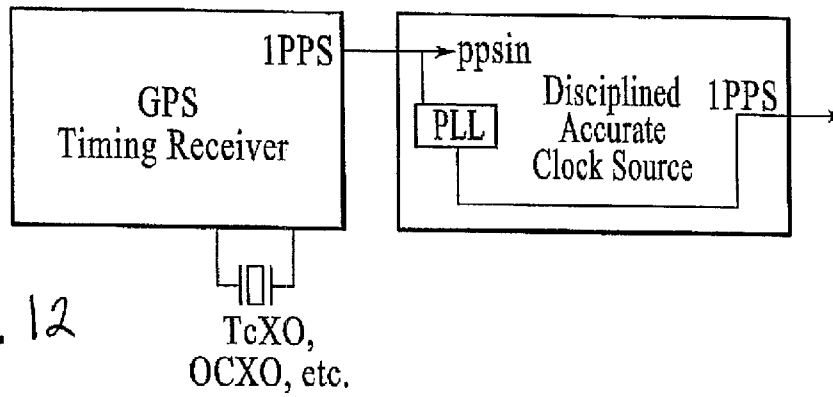 1PPS
GPS
Timing Receiver
ppsin
PLL
Disciplined
Accurate
Clock Source
1PPS
. 12
TcXO,
OCXO, etc.